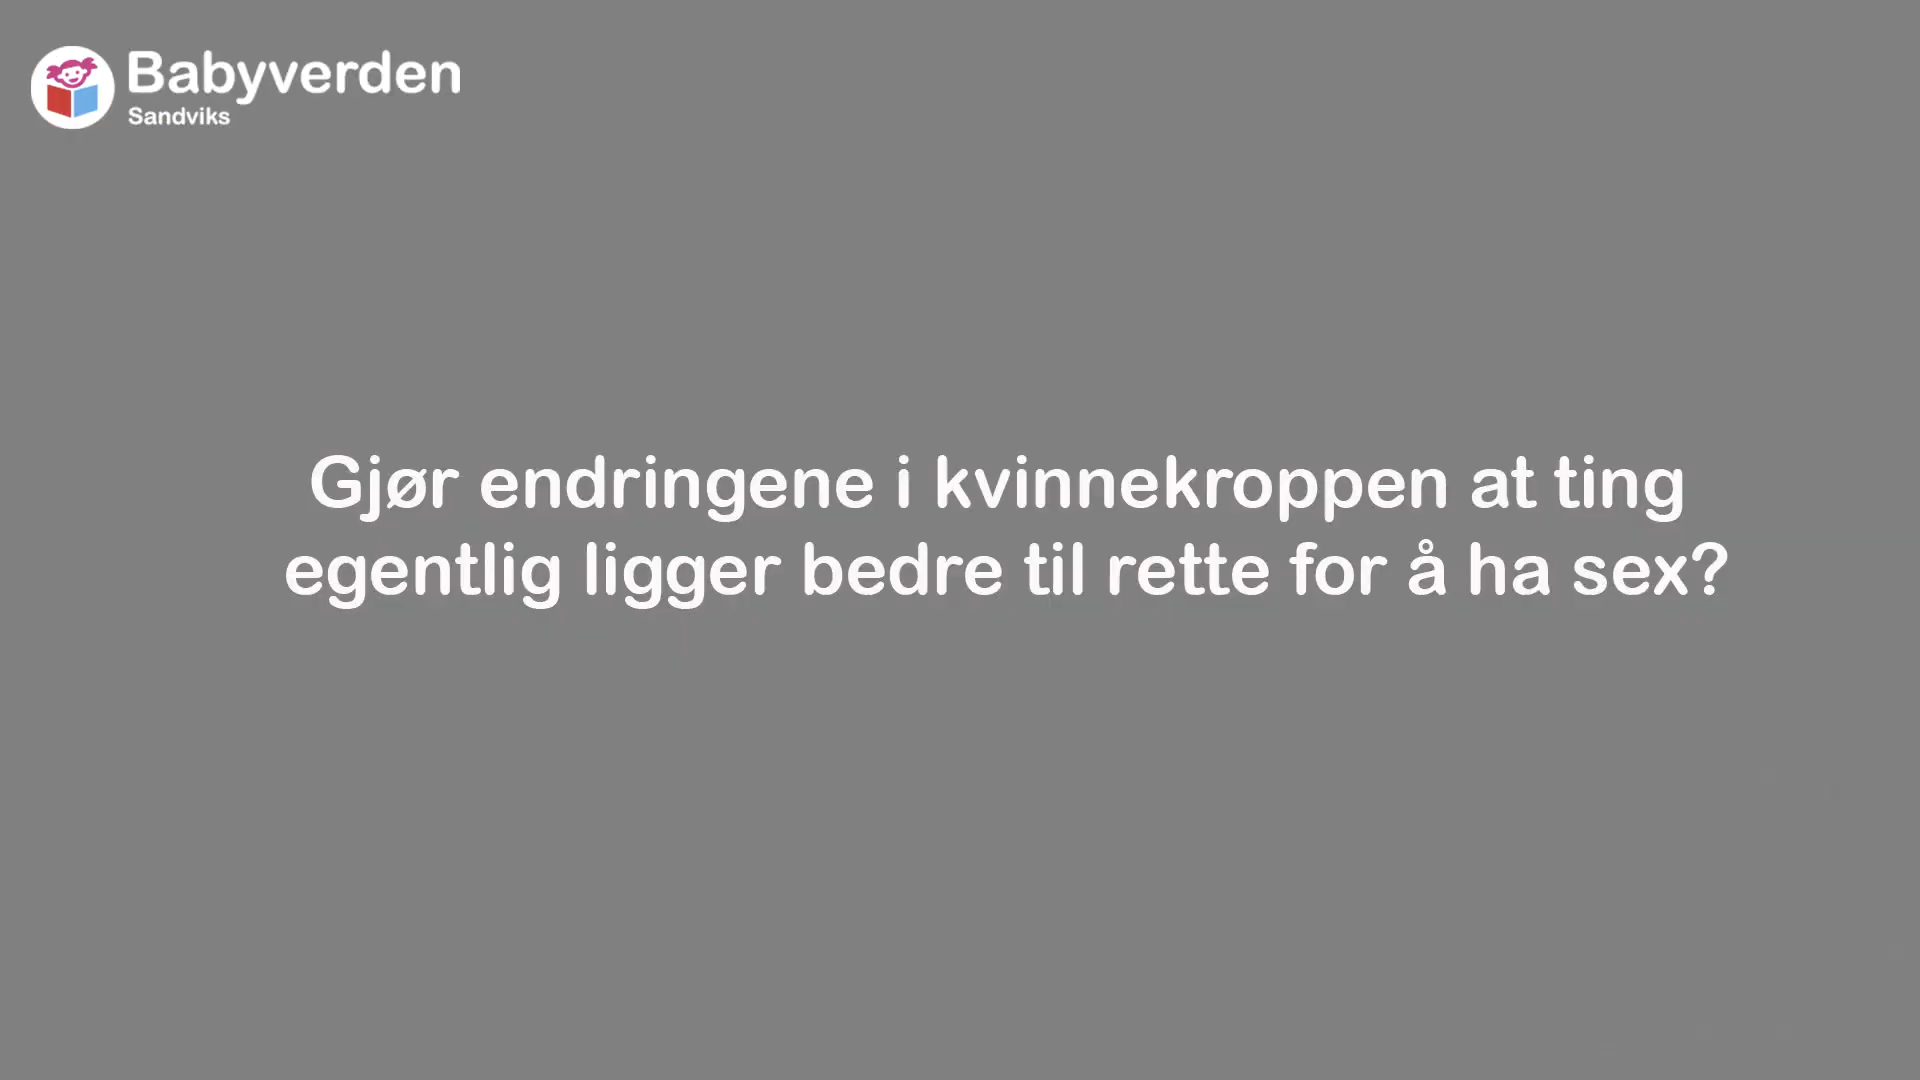 Babyverden
Sandviks
Gjør endringene i kvinnekroppen at ting
egentlig ligger bedre til rette for å ha sex?